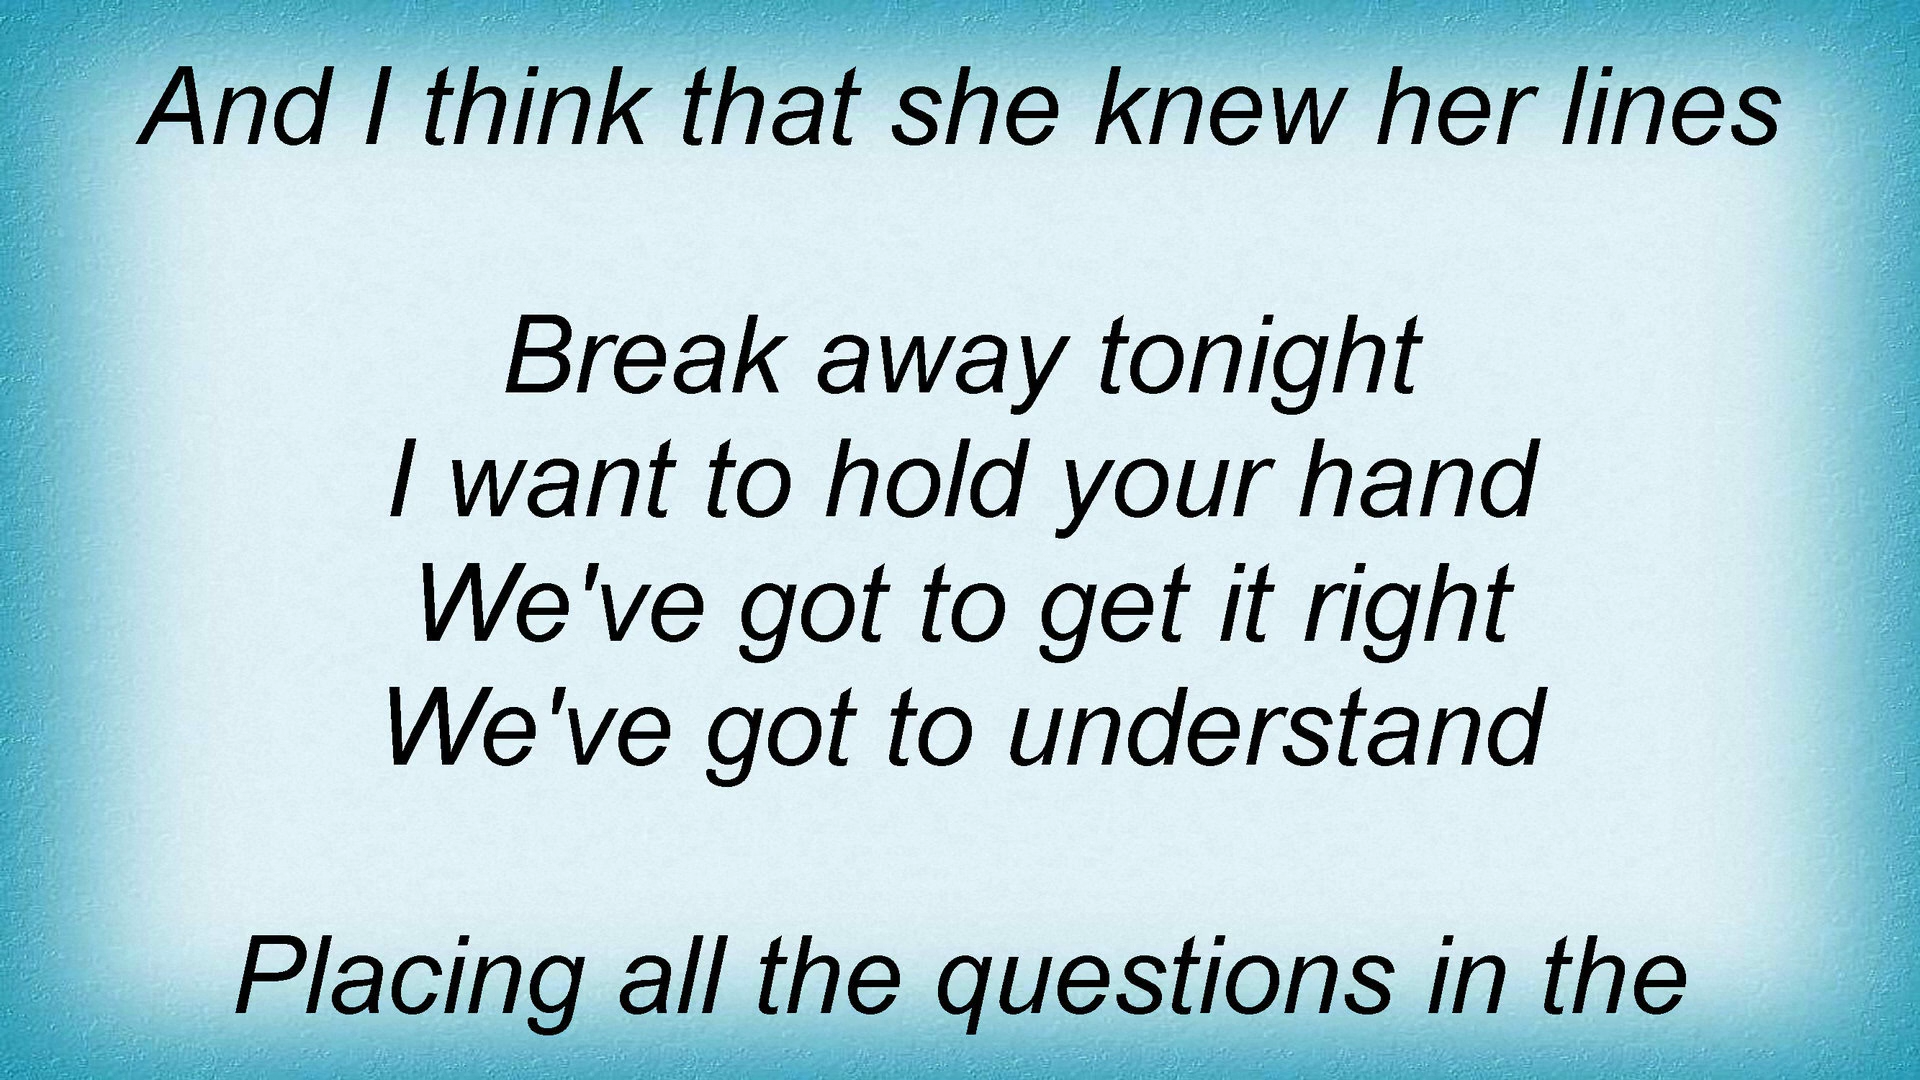 And I think that she knew her lines
Break away tonight
I want to hold your hand
We've got to get it right
We've got to understand
Placing all the questions in the